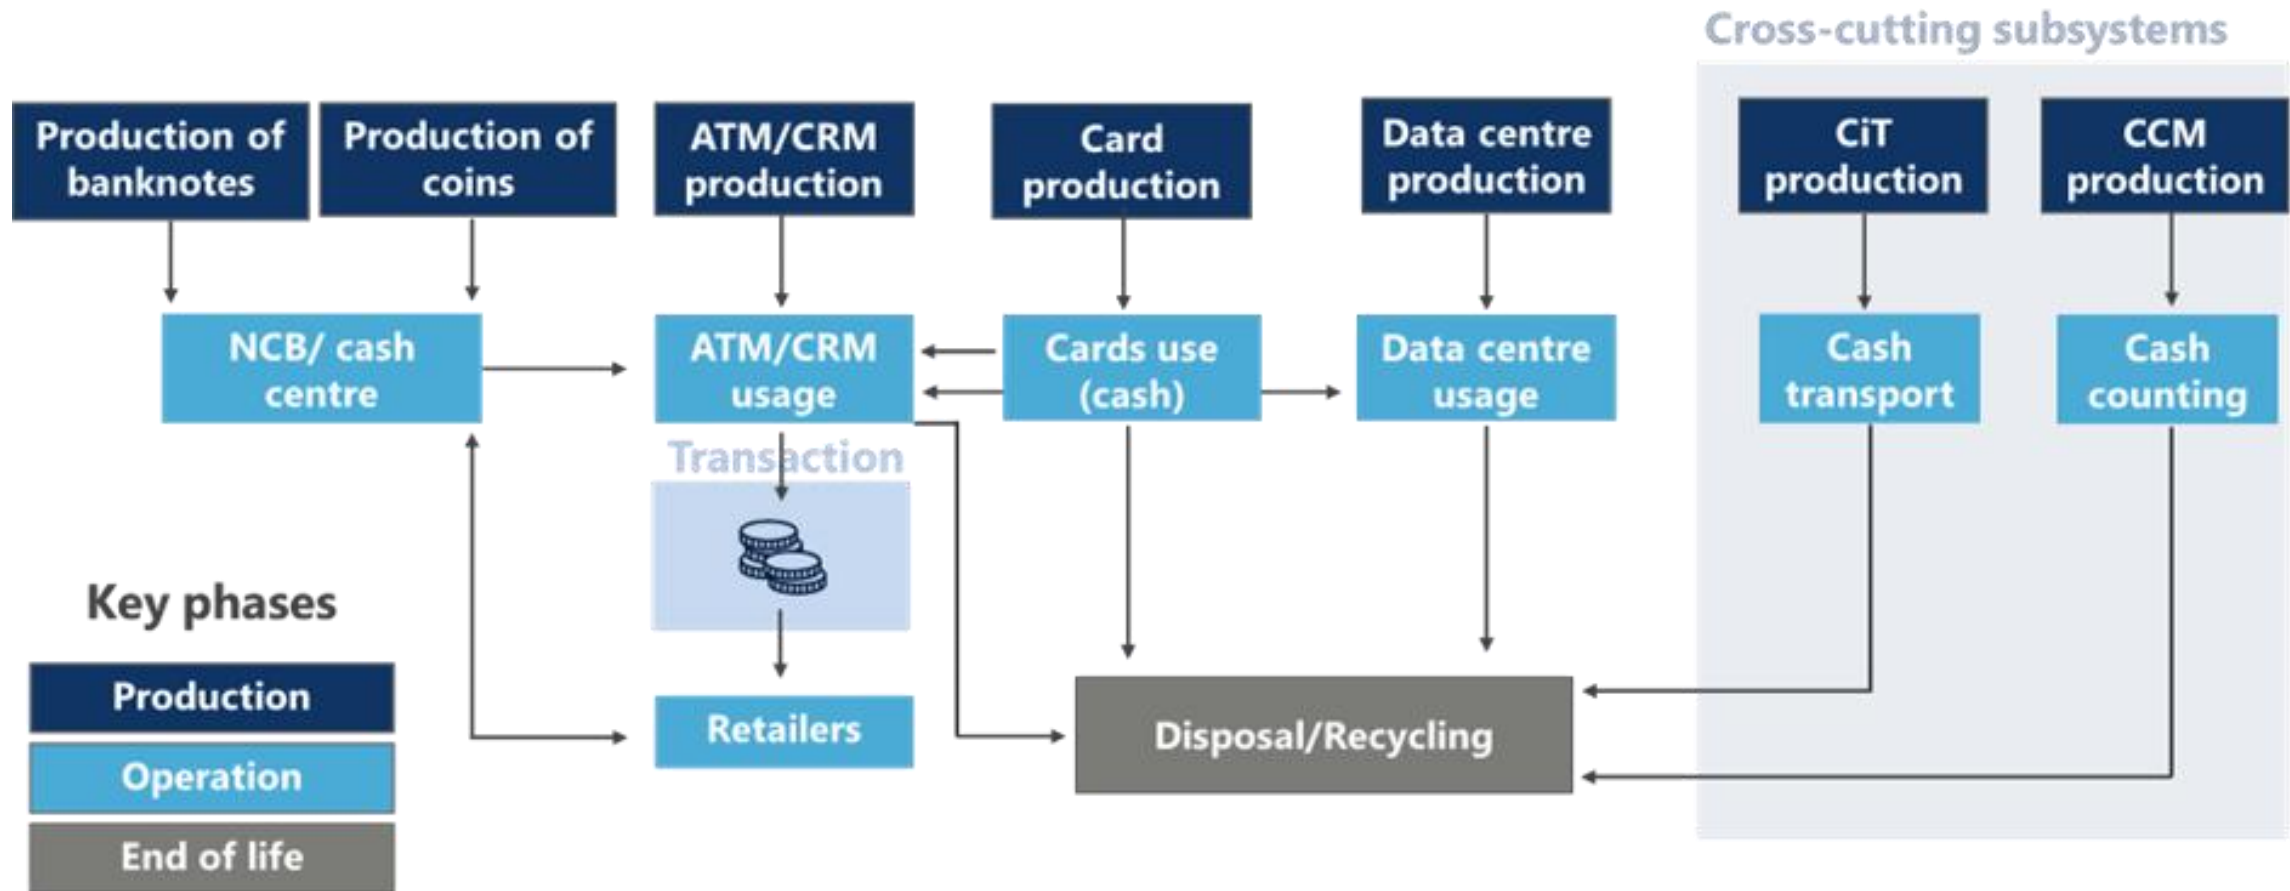 Cross-cutting subsystems
Production of
banknotes
Production of
coins
ATM/CRM
production
Card
production
Data centre
production
CiT
production
CCM
production
NCB/ cash
centre
ATM/CRM
usage
Cards use
(cash)
Data centre
usage
Cash
transport
Cash
counting
Transaction
Key phases
Production
Operation
End of life
Retailers
Disposal/Recycling